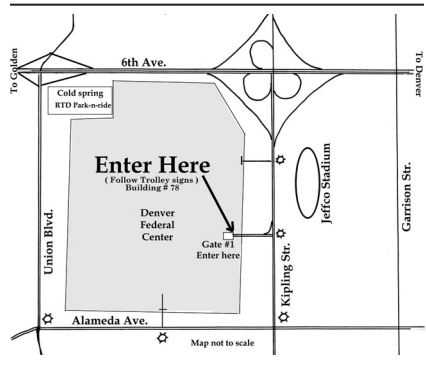 6th Ave.
To Golden
To Denver
Cold spring
RTD Park-n-ride
Enter Here
( Follow Trolley signs )
Building # 78
Denver
Federal
Center
Gate #1
Enter here
Union Blvd.
Kipling Str.
Jeffco Stadium
Garrison Str.
Alameda Ave.
Map not to scale